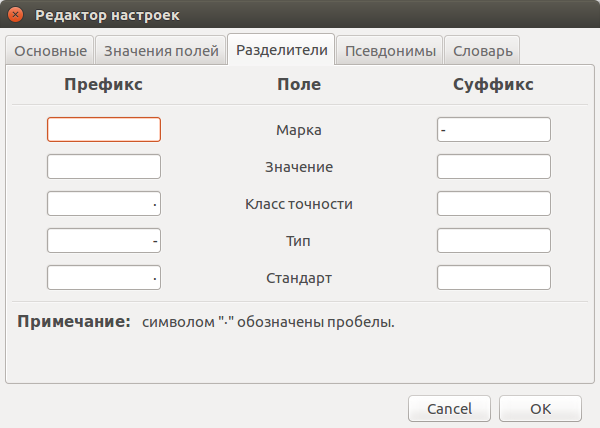 Редактор настроек
Основные Значения полей Разделители Псевдонимы Словарь
Префикс Поле Суффикс
Марка -
Значение
· Класс точности
- Тип
· Стандарт
Примечание: символом "·" обозначены пробелы.
Cancel OK